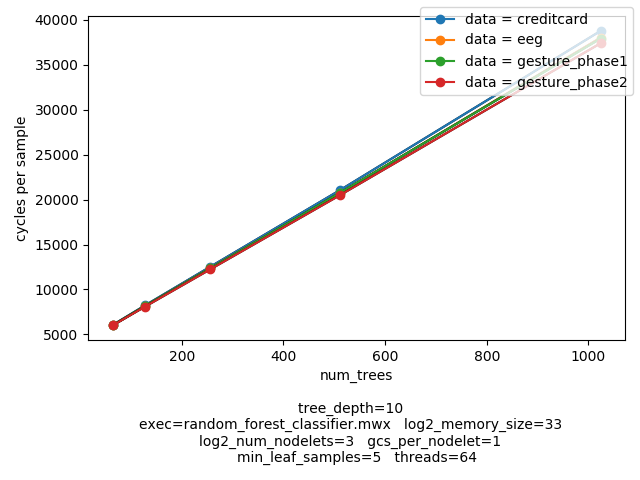 data = creditcard
data = eeg
data = gesture_phase1
data = gesture_phase2
cycles per sample
40000
35000
30000
25000
20000
15000
10000
5000
200 400 600 800 1000
num_trees
tree_depth=10
exec=random_forest_classifier.mwx log2_memory_size=33
log2_num_nodelets=3 gcs_per_nodelet=1
min_leaf_samples=5 threads=64